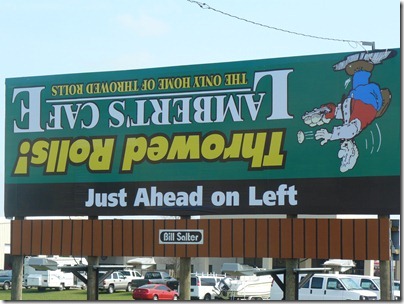 THE ONLY HOME OF THROWED ROLLS
LAMBERT'S CAFE
Throwed Rolls!
Just Ahead on Left
Bill Salter